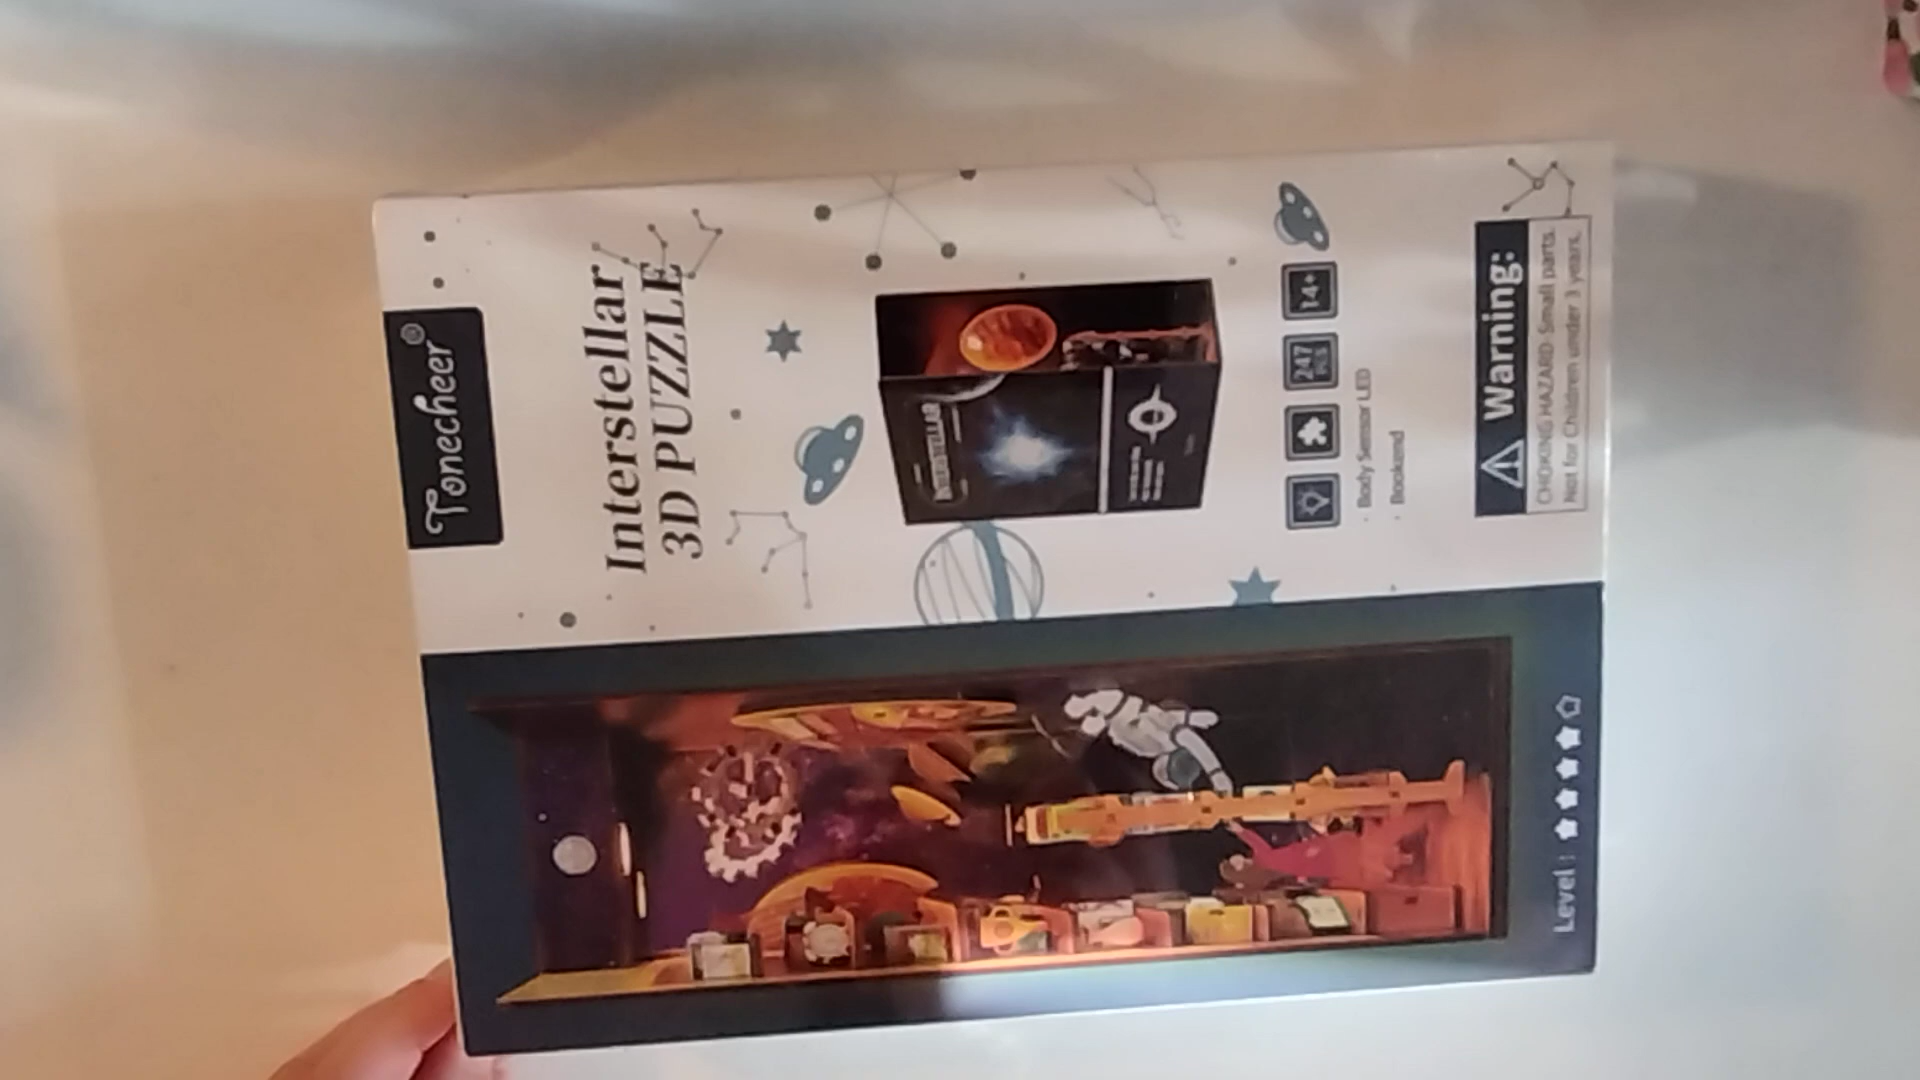 Tonecheer®
Interstellar
3D PUZZLE
INTERSTELLAR
247
PCS
14+
· Body Sensor LED
· Bookend
Warning:
CHOKING HAZARD- Small parts.
Not for Children under 3 years.
Level :